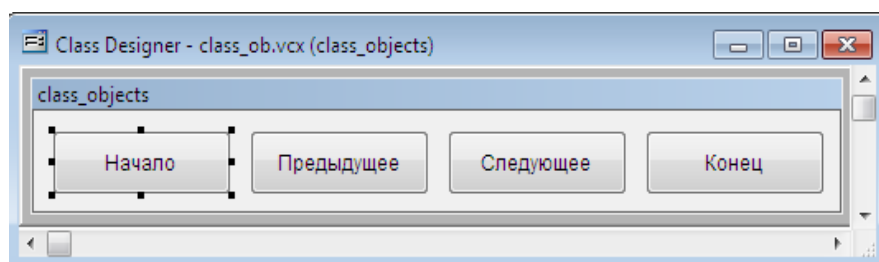 Class Designer - class_ob.vcx (class_objects)
class_objects
Начало Предыдущее Следующее Конец